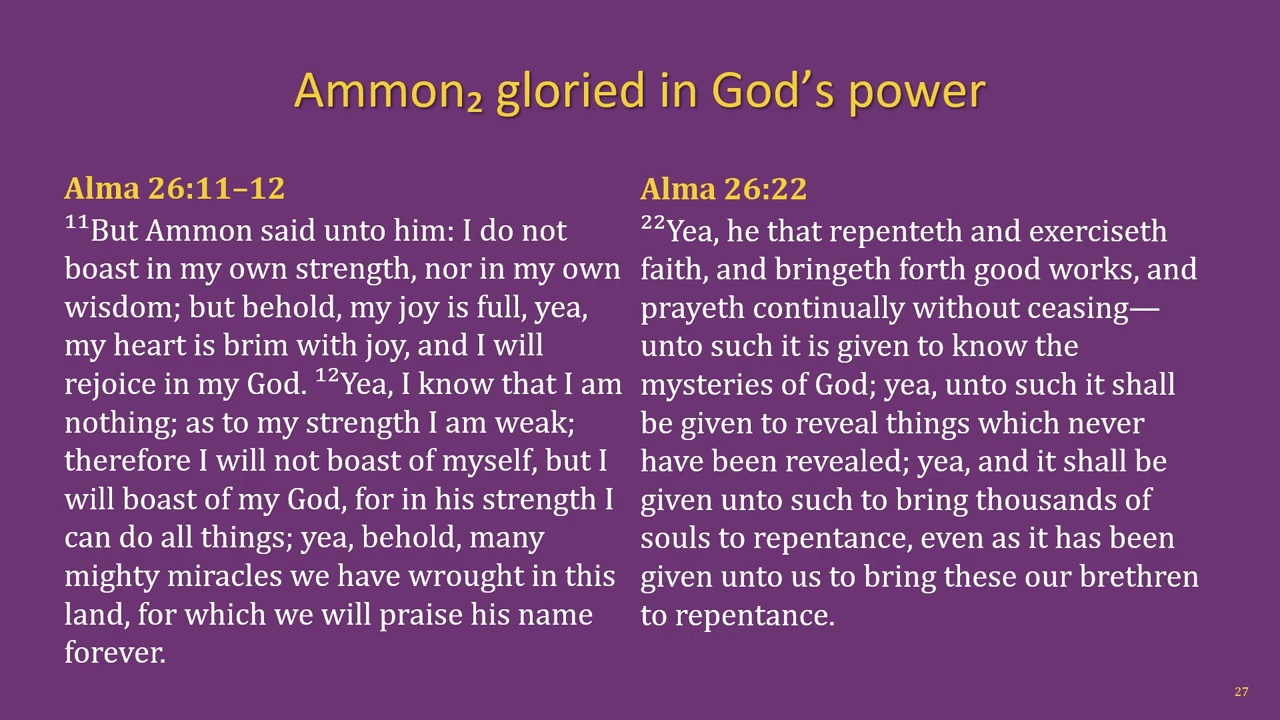 Ammon₂ gloried in God’s power
Alma 26:11–12
¹¹But Ammon said unto him: I do not
boast in my own strength, nor in my own
wisdom; but behold, my joy is full, yea,
my heart is brim with joy, and I will
rejoice in my God. ¹²Yea, I know that I am
nothing; as to my strength I am weak;
therefore I will not boast of myself, but I
will boast of my God, for in his strength I
can do all things; yea, behold, many
mighty miracles we have wrought in this
land, for which we will praise his name
forever.
Alma 26:22
²²Yea, he that repenteth and exerciseth
faith, and bringeth forth good works, and
prayeth continually without ceasing—
unto such it is given to know the
mysteries of God; yea, unto such it shall
be given to reveal things which never
have been revealed; yea, and it shall be
given unto such to bring thousands of
souls to repentance, even as it has been
given unto us to bring these our brethren
to repentance.
27